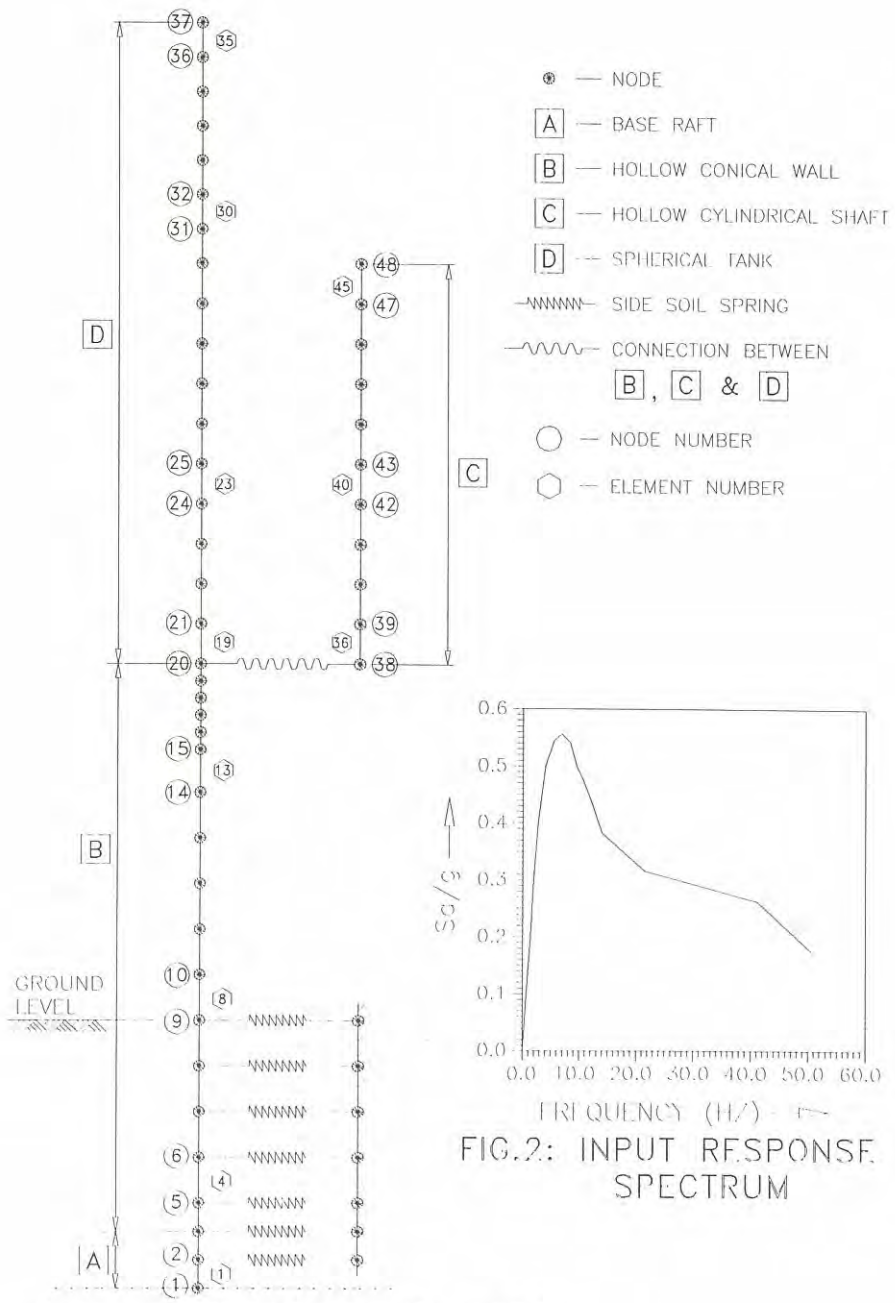 37
35
36
32
30
31
D
25
23
24
21
19
20
15
13
14
B
10
GROUND
LEVEL
8
9
6
4
5
A
2
1
1
48
45
47
43
40
42
C
39
36
38
— NODE
A — BASE RAFT
B — HOLLOW CONICAL WALL
C — HOLLOW CYLINDRICAL SHAFT
D — SPHERICAL TANK
— SIDE SOIL SPRING
— CONNECTION BETWEEN
B , C & D
— NODE NUMBER
— ELEMENT NUMBER
0.6
0.5
0.4
0.3
0.2
0.1
0.0
Sa/g
0.0 10.0 20.0 30.0 40.0 50.0 60.0
FREQUENCY (HZ)
FIG.2: INPUT RESPONSE
SPECTRUM